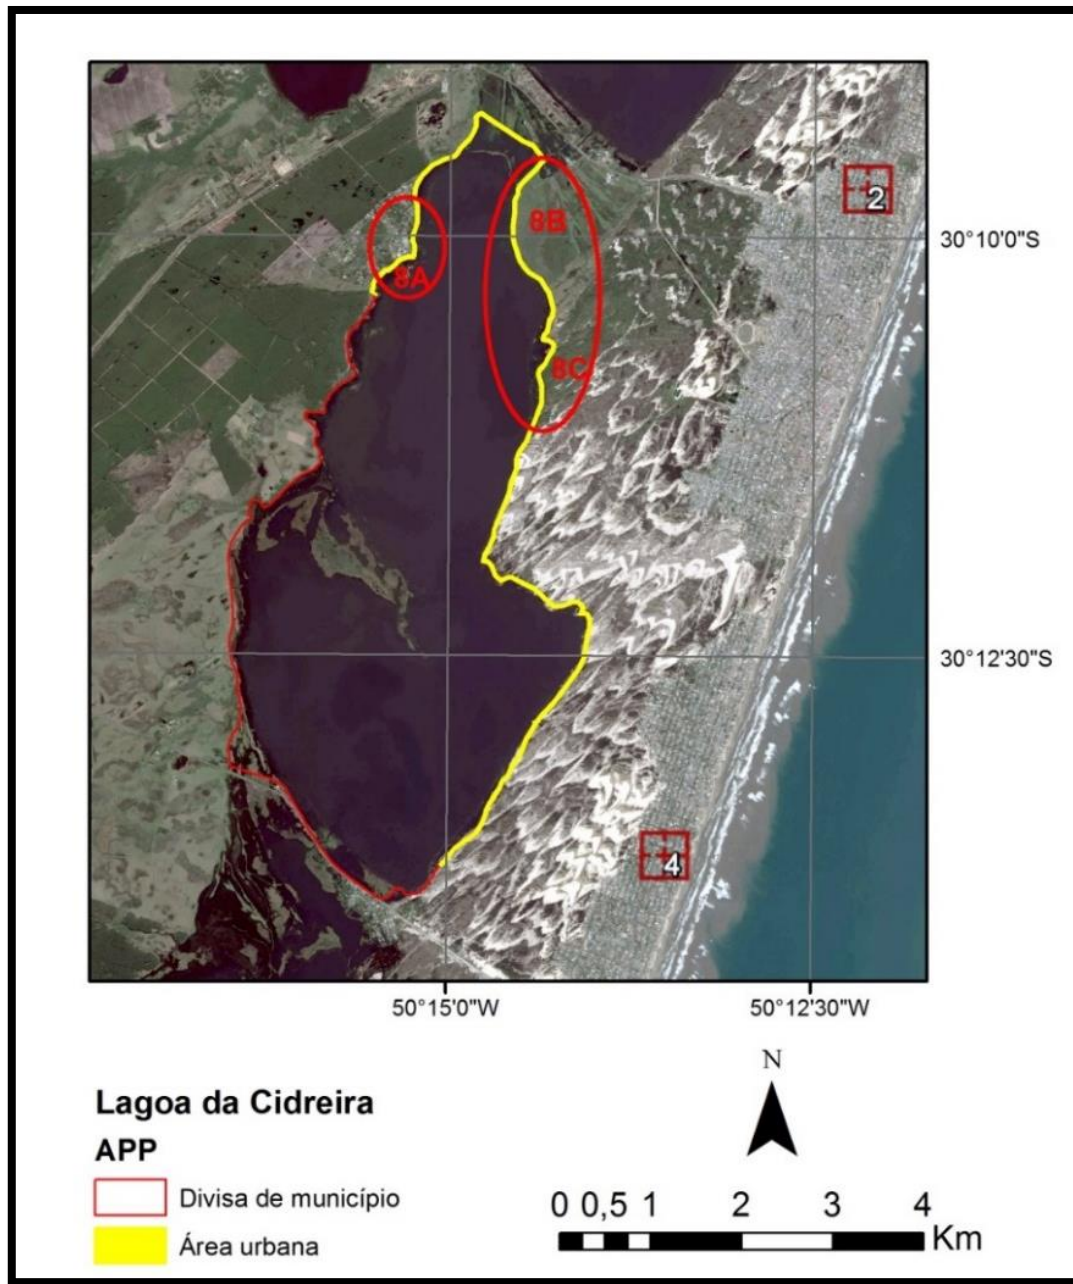 2
8B
30°10'0"S
8A
8C
30°12'30"S
4
50°15'0"W
50°12'30"W
N
Lagoa da Cidreira
APP
Divisa de município
Área urbana
0 0,5 1 2 3 4
Km